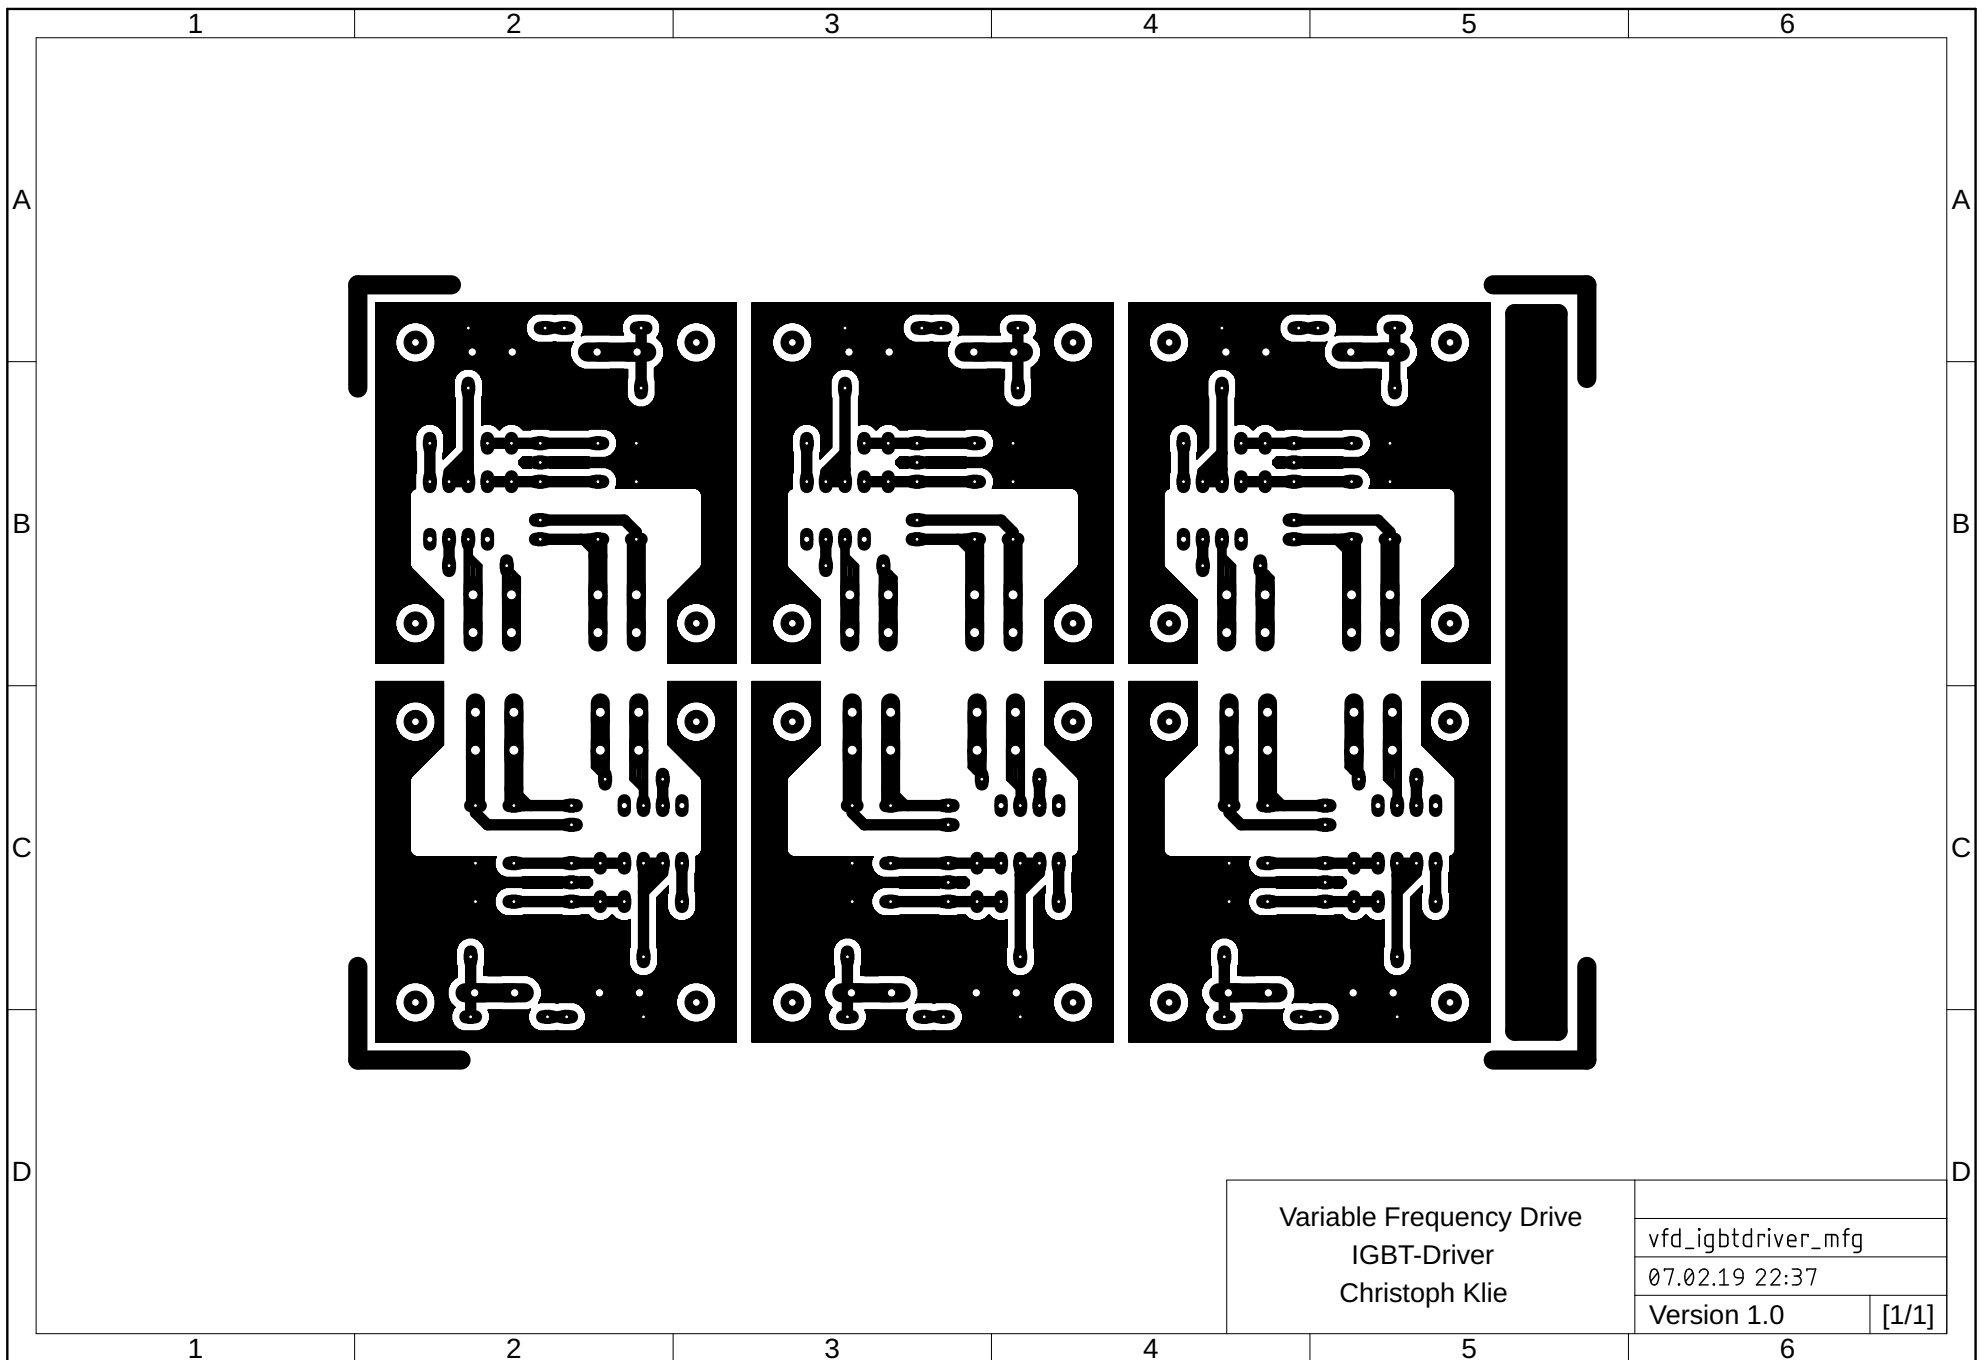 1 2 3 4 5 6
A A
B B
C C
D D
Variable Frequency Drive
IGBT-Driver
Christoph Klie
vfd_igbtdriver_mfg
07.02.19 22:37
Version 1.0 [1/1]
1 2 3 4 5 6